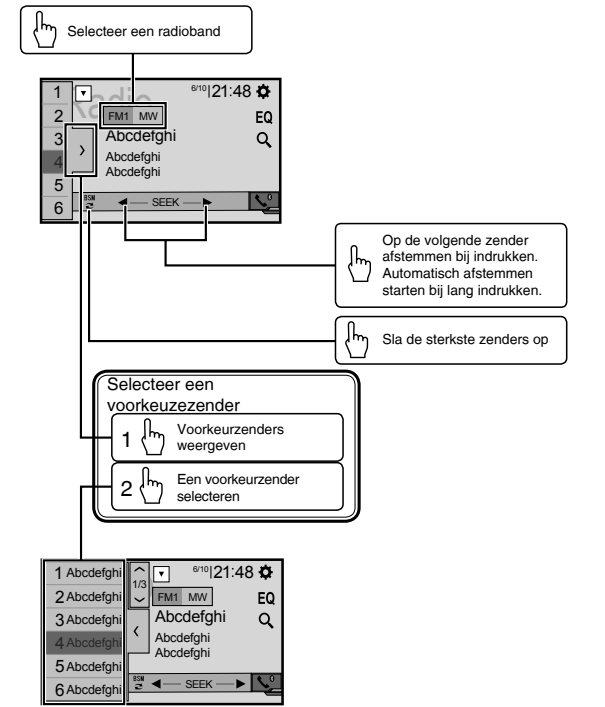 Selecteer een radioband
1
2
3
4
5
6
Radio
6/10 21:48
FM1 MW
EQ
Abcdefghi
Abcdefghi
Abcdefghi
BSM
SEEK
Op de volgende zender
afstemmen bij indrukken.
Automatisch afstemmen
starten bij lang indrukken.
Sla de sterkste zenders op
Selecteer een
voorkeuzezender
1 Voorkeurzenders
weergeven
2 Een voorkeurzender
selecteren
1 Abcdefghi
2 Abcdefghi
3 Abcdefghi
4 Abcdefghi
5 Abcdefghi
6 Abcdefghi
1/3
6/10 21:48
FM1 MW
EQ
Abcdefghi
Abcdefghi
Abcdefghi
BSM
SEEK